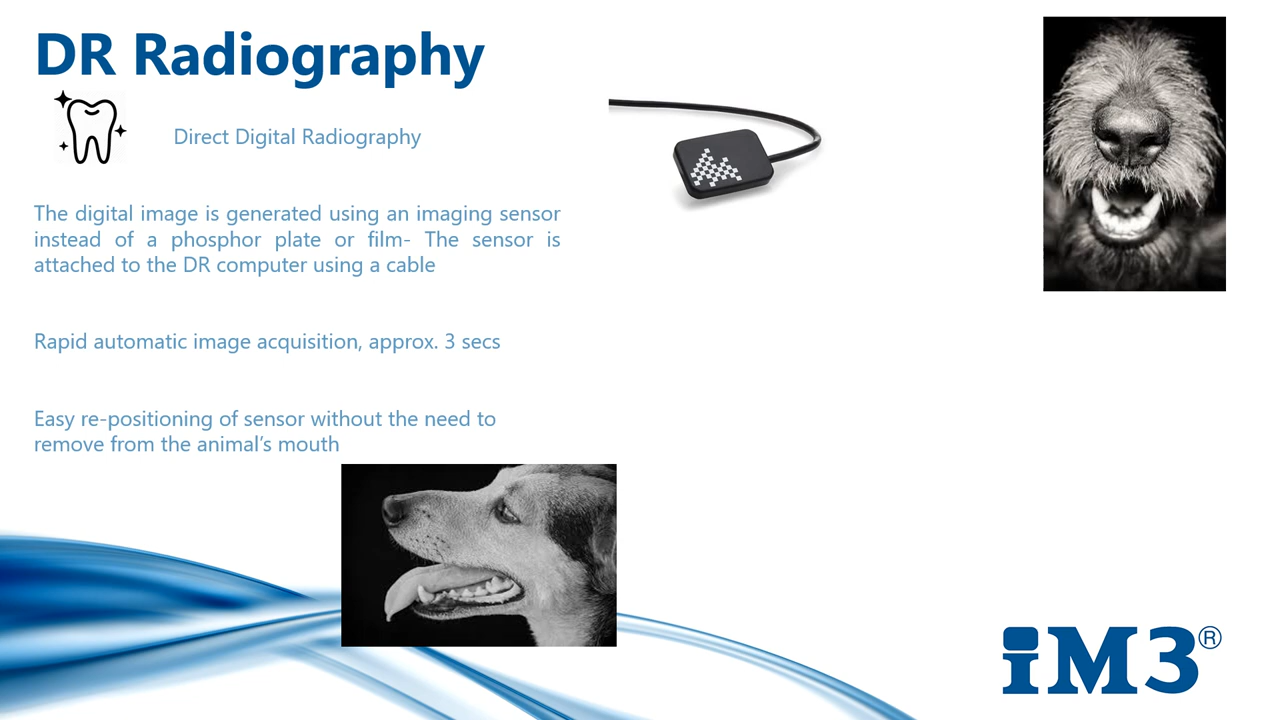 DR Radiography
Direct Digital Radiography
The digital image is generated using an imaging sensor
instead of a phosphor plate or film- The sensor is
attached to the DR computer using a cable
Rapid automatic image acquisition, approx. 3 secs
Easy re-positioning of sensor without the need to
remove from the animal’s mouth
iM3®